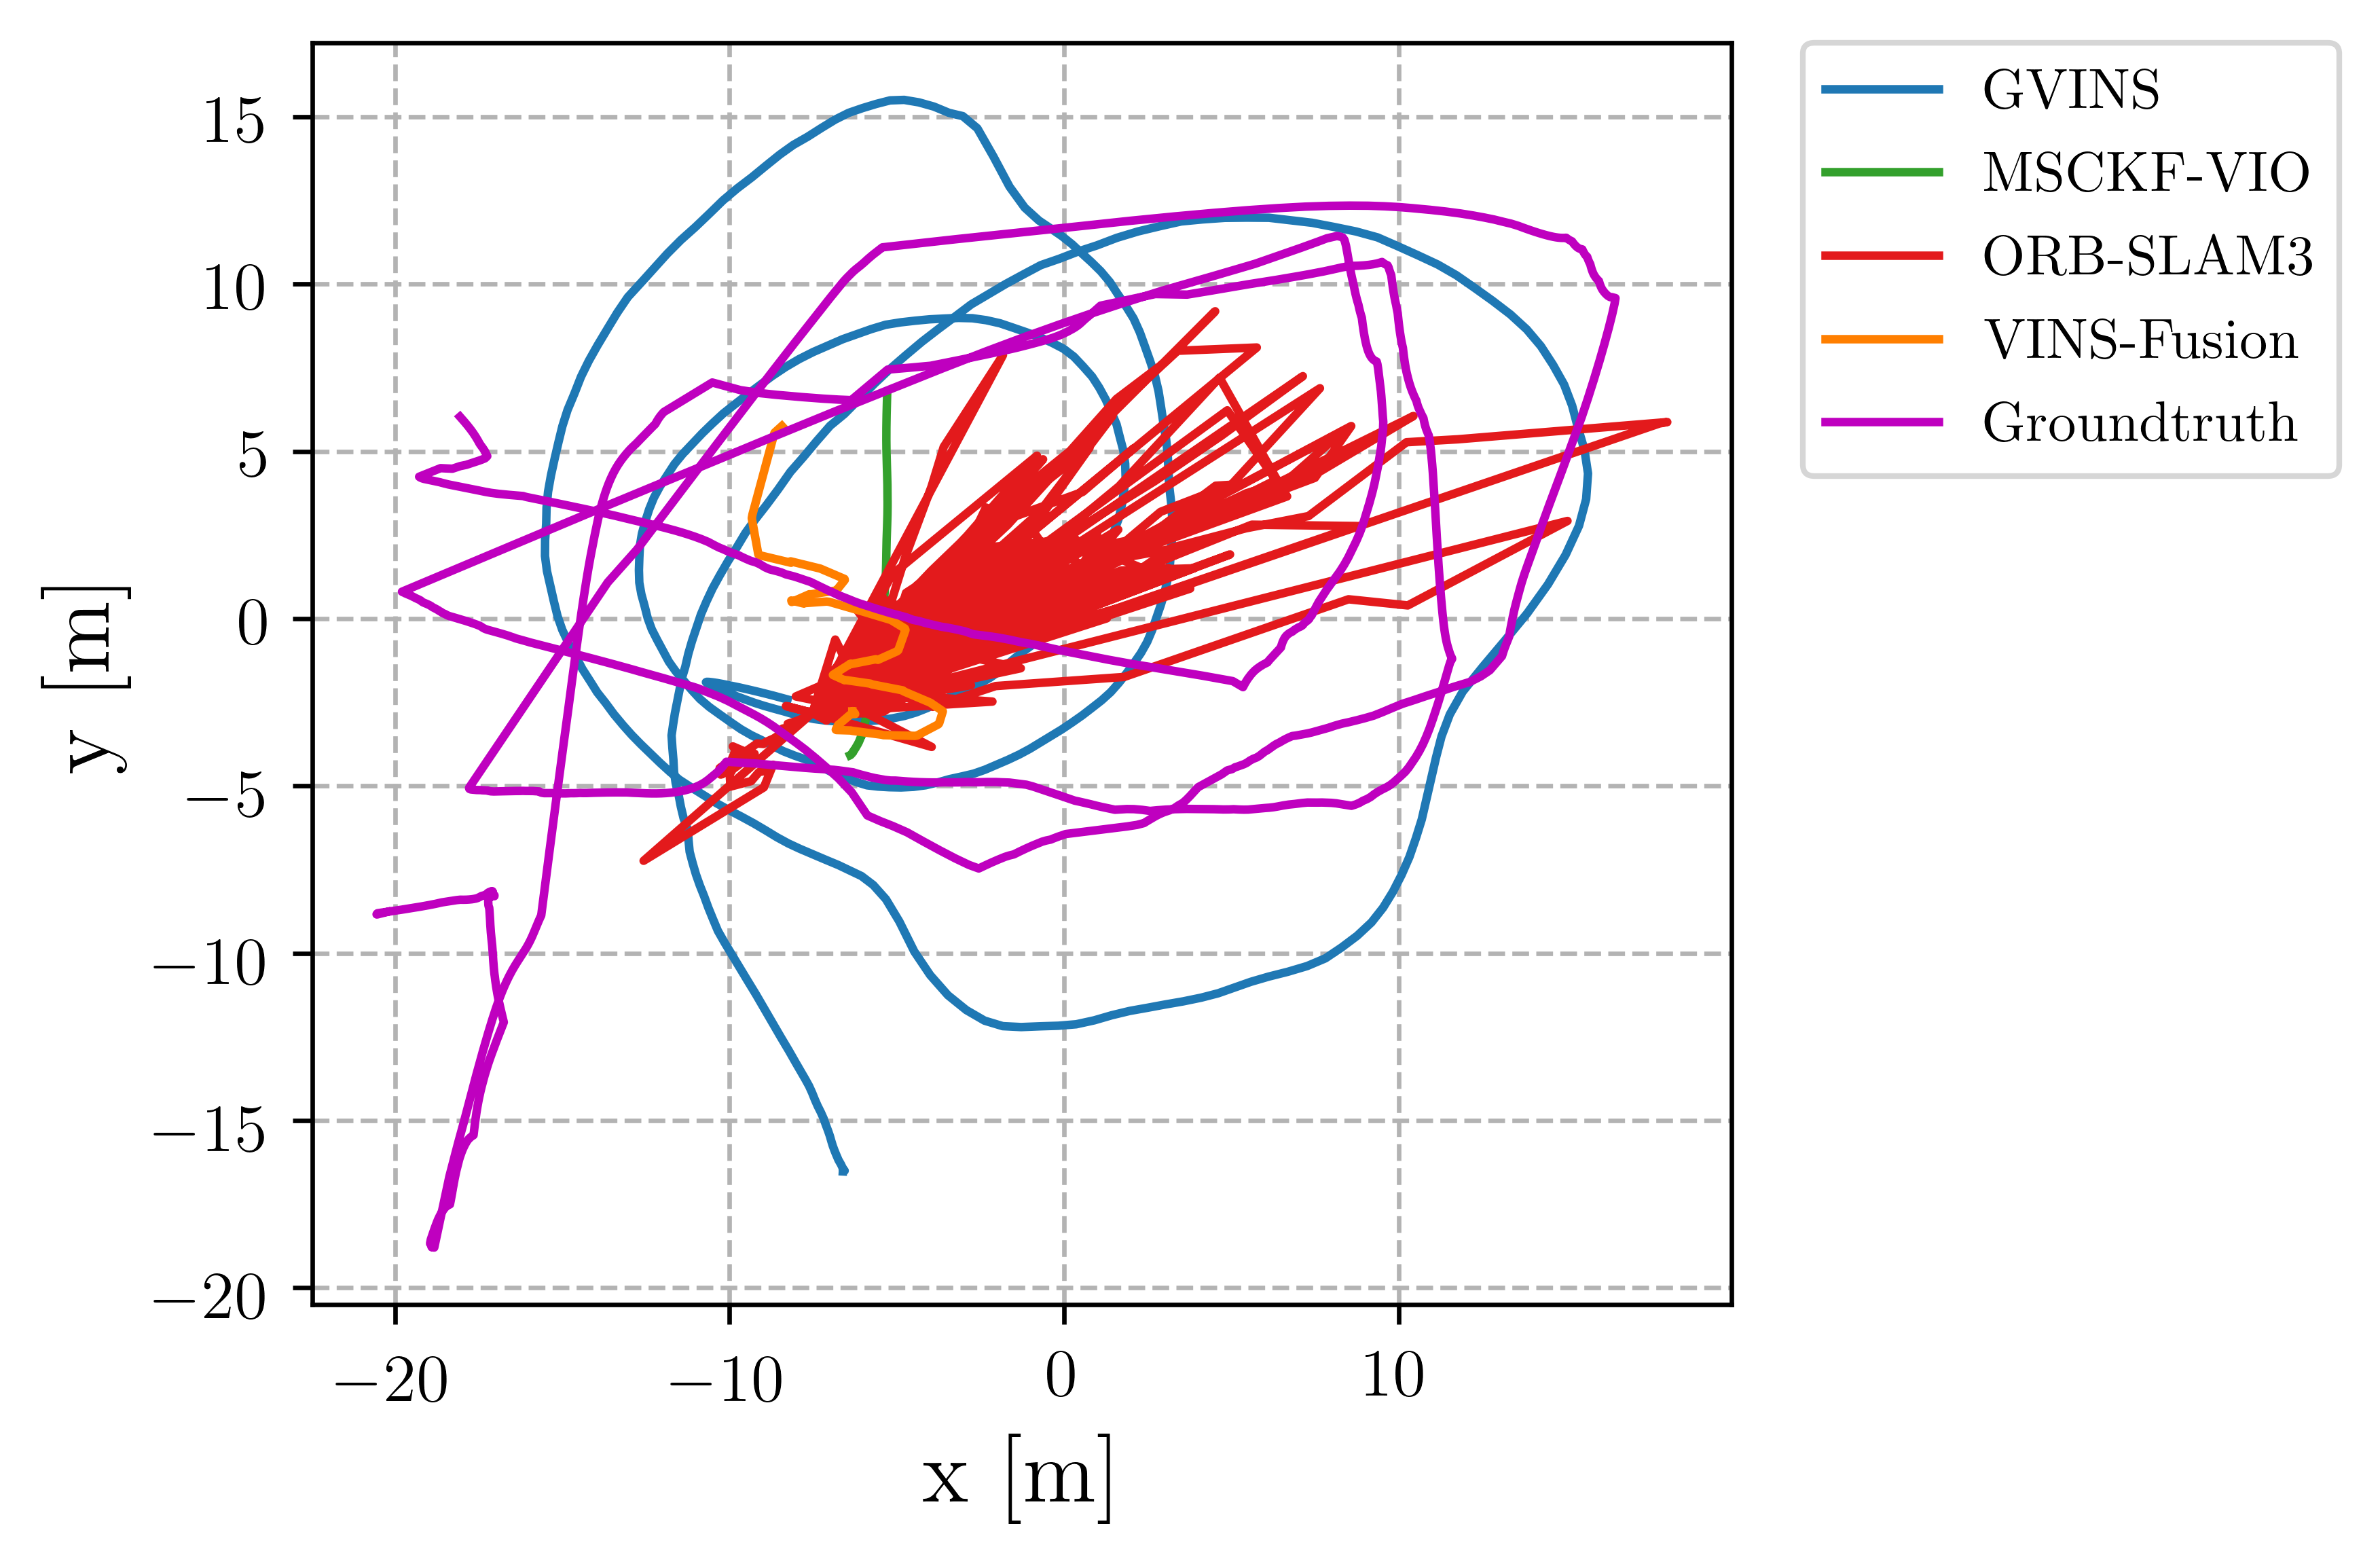 15
10
5
0
−5
−10
−15
−20
y [m]
−20
−10
0
10
x [m]
GVINS
MSCKF-VIO
ORB-SLAM3
VINS-Fusion
Groundtruth